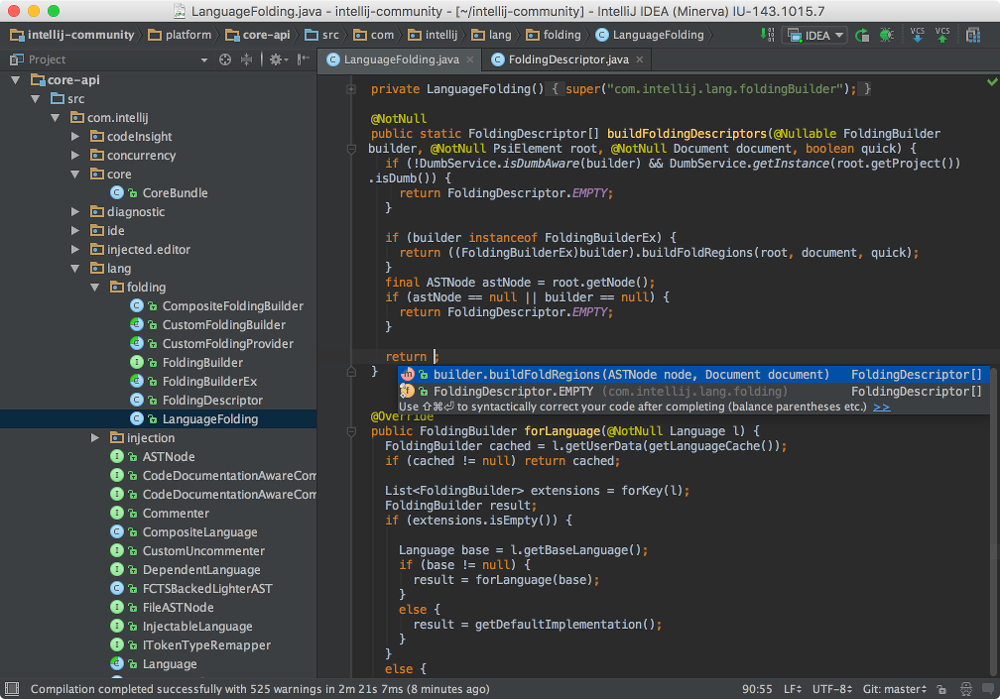 LanguageFolding.java - intellij-community - [~/intellij-community] - IntelliJ IDEA (Minerva) IU-143.1015.7
intellij-community platform core-api src com intellij lang folding LanguageFolding IDEA VCS VCS
Project
LanguageFolding.java FoldingDescriptor.java
core-api
src
com.intellij
codeInsight
concurrency
core
CoreBundle
diagnostic
ide
injected.editor
lang
folding
CompositeFoldingBuilder
CustomFoldingBuilder
CustomFoldingProvider
FoldingBuilder
FoldingBuilderEx
FoldingDescriptor
LanguageFolding
injection
ASTNode
CodeDocumentationAwareCom
CodeDocumentationAwareCom
Commenter
CompositeLanguage
CustomUncommenter
DependentLanguage
FCTSBackedLighterAST
FileASTNode
InjectableLanguage
ITokenTypeRemapper
Language
private LanguageFolding() { super("com.intellij.lang.foldingBuilder"); }
@NotNull
public static FoldingDescriptor[] buildFoldingDescriptors(@Nullable FoldingBuilder
builder, @NotNull PsiElement root, @NotNull Document document, boolean quick) {
if (!DumbService.isDumbAware(builder) && DumbService.getInstance(root.getProject())
.isDumb()) {
return FoldingDescriptor.EMPTY;
}
if (builder instanceof FoldingBuilderEx) {
return ((FoldingBuilderEx)builder).buildFoldRegions(root, document, quick);
}
final ASTNode astNode = root.getNode();
if (astNode == null || builder == null) {
return FoldingDescriptor.EMPTY;
}
return ;
}
builder.buildFoldRegions(ASTNode node, Document document) FoldingDescriptor[]
FoldingDescriptor.EMPTY (com.intellij.lang.folding) FoldingDescriptor[]
Use ⇧⌘⏎ to syntactically correct your code after completing (balance parentheses etc.) >>
@Override
public FoldingBuilder forLanguage(@NotNull Language l) {
FoldingBuilder cached = l.getUserData(getLanguageCache());
if (cached != null) return cached;
List<FoldingBuilder> extensions = forKey(l);
FoldingBuilder result;
if (extensions.isEmpty()) {
Language base = l.getBaseLanguage();
if (base != null) {
result = forLanguage(base);
}
else {
result = getDefaultImplementation();
}
}
else {
Compilation completed successfully with 525 warnings in 2m 21s 7ms (8 minutes ago) 90:55 LF UTF-8 Git: master